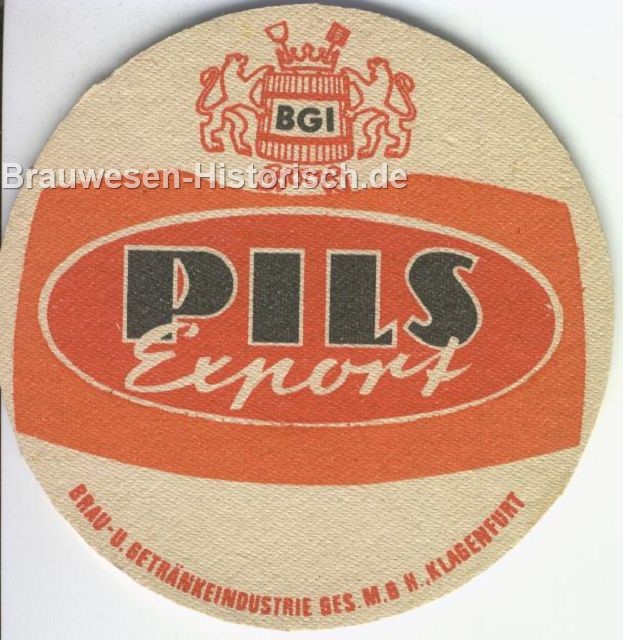 BGI
Brauwesen-Historisch.de
PILS
Export
BRAU- U. GETRÄNKEINDUSTRIE GES. M. B H., KLAGENFURT